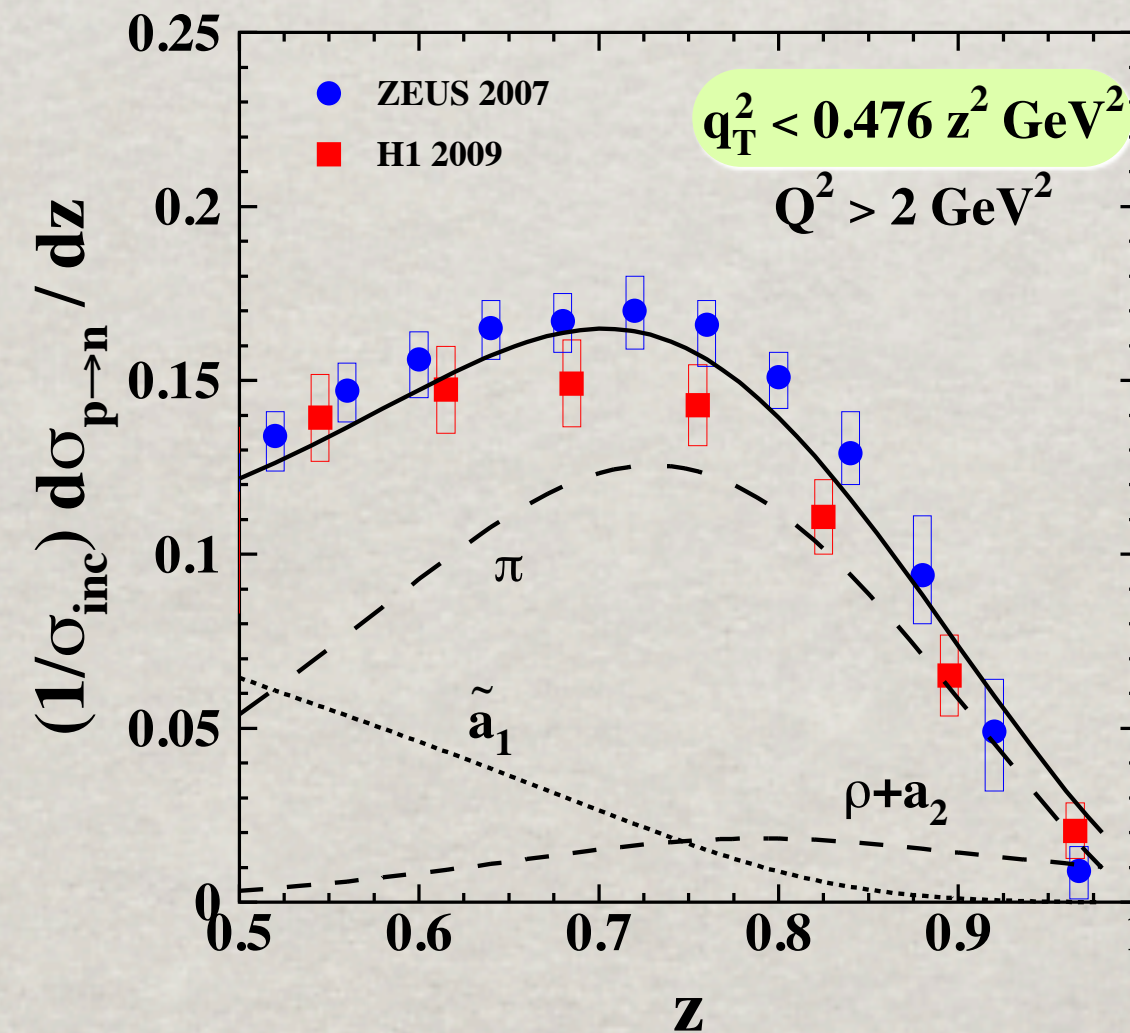 0.25
ZEUS 2007
H1 2009
q_T^2 < 0.476 z^2 GeV^2
Q^2 > 2 GeV^2
0.2
0.15
0.1
0.05
0
(1/σ_inc) dσ_p→n / dz
π
ã_1
ρ+a_2
0.5 0.6 0.7 0.8 0.9 1
z